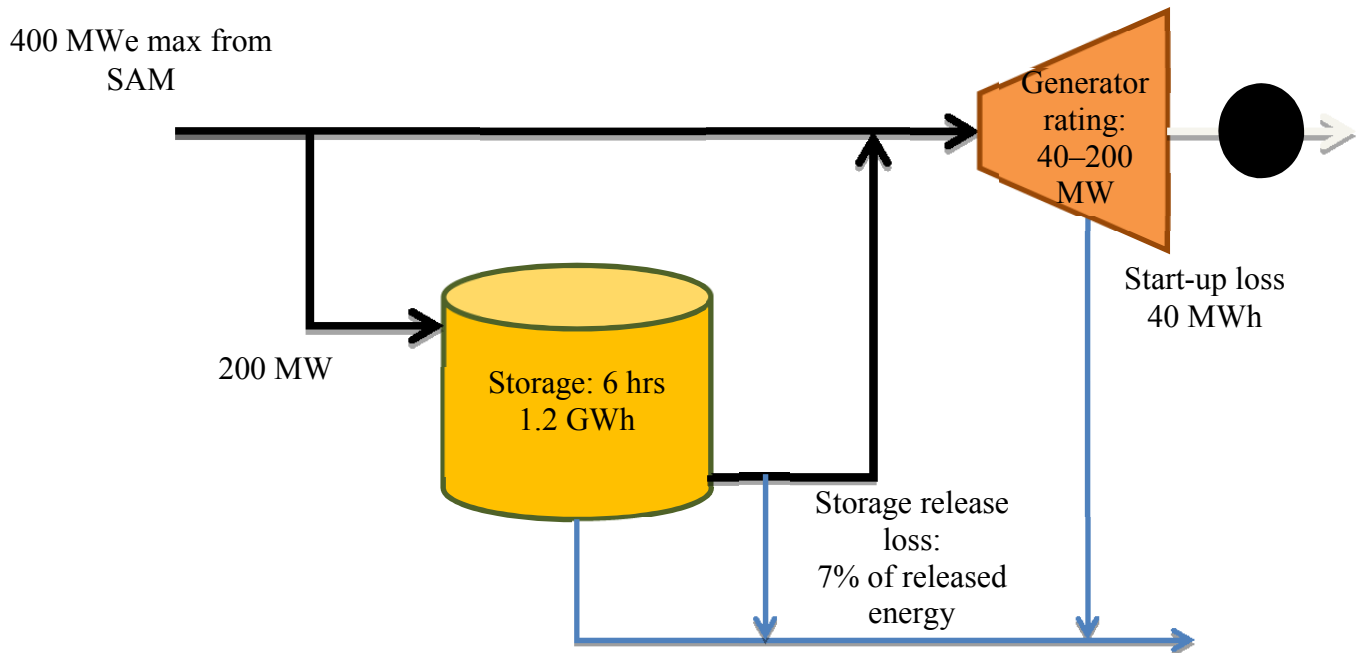 400 MWe max from
SAM
Generator
rating:
40–200
MW
Start-up loss
40 MWh
200 MW
Storage: 6 hrs
1.2 GWh
Storage release
loss:
7% of released
energy